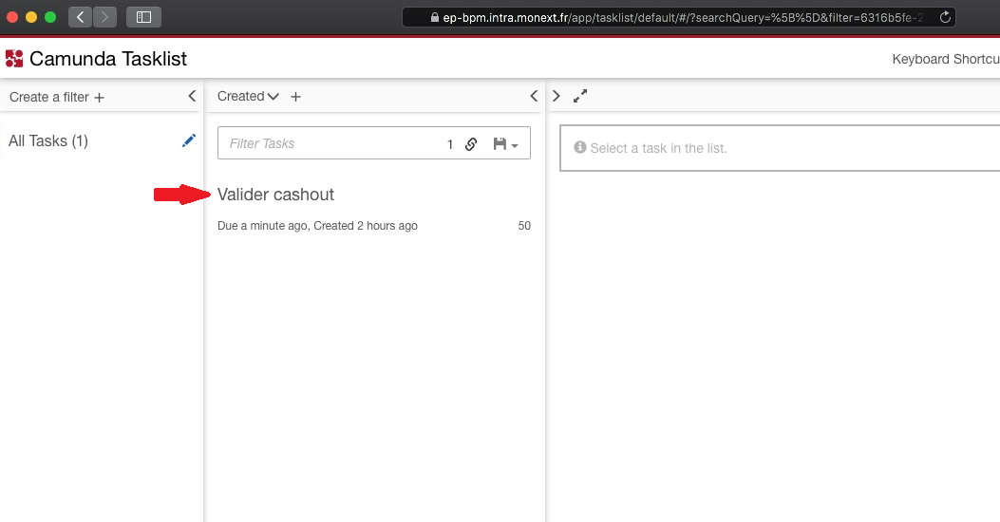 ep-bpm.intra.monext.fr/app/tasklist/default/#/?searchQuery=%5B%5D&filter=6316b5fe-2
Camunda Tasklist
Keyboard Shortcu
Create a filter +
Created +
All Tasks (1)
Filter Tasks 1
Select a task in the list.
Valider cashout
Due a minute ago, Created 2 hours ago 50